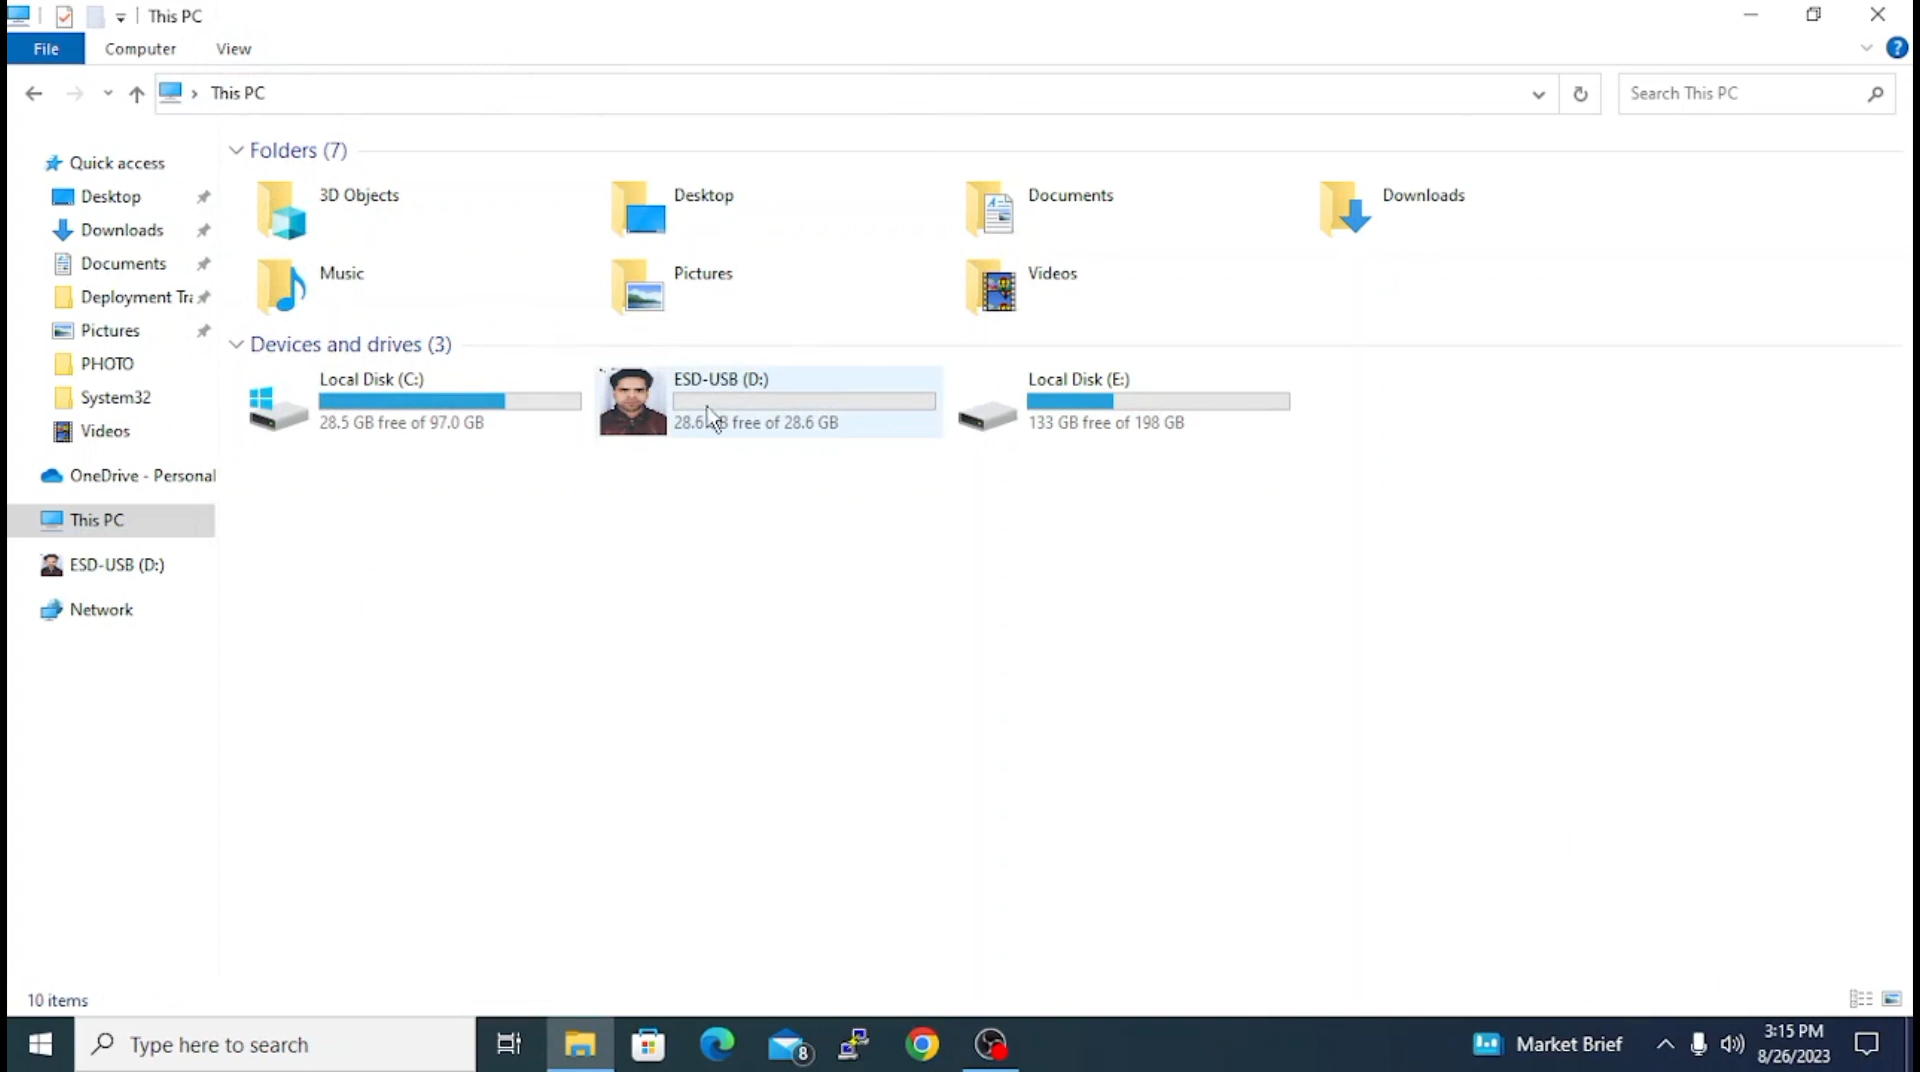 This PC
File Computer View
This PC
Search This PC
Quick access
Desktop
Downloads
Documents
Deployment Tr
Pictures
PHOTO
System32
Videos
OneDrive - Personal
This PC
ESD-USB (D:)
Network
Folders (7)
3D Objects
Desktop
Documents
Downloads
Music
Pictures
Videos
Devices and drives (3)
Local Disk (C:)
28.5 GB free of 97.0 GB
ESD-USB (D:)
28.6 GB free of 28.6 GB
Local Disk (E:)
133 GB free of 198 GB
10 items
Type here to search
8
Market Brief
3:15 PM
8/26/2023